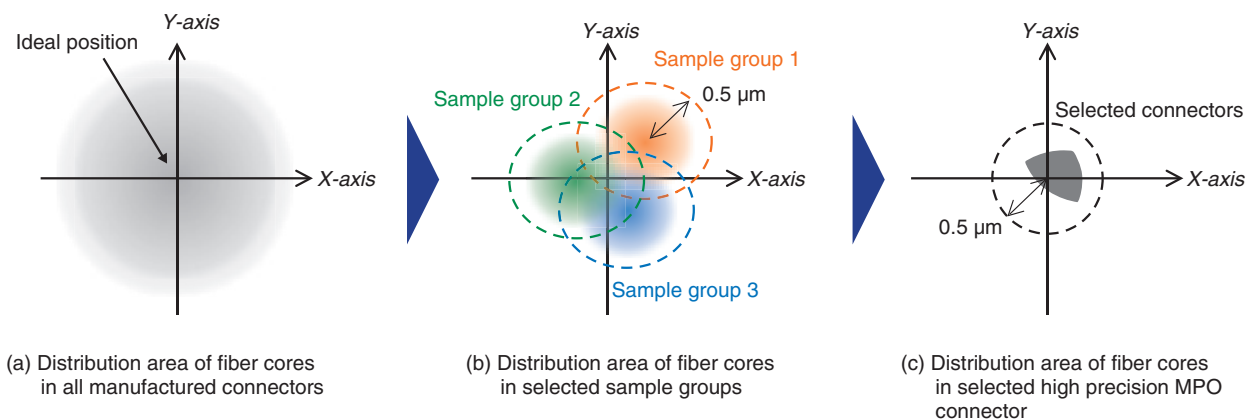 Y-axis
Ideal position
X-axis
(a) Distribution area of fiber cores
in all manufactured connectors
Y-axis
Sample group 1
0.5 µm
Sample group 2
X-axis
Sample group 3
(b) Distribution area of fiber cores
in selected sample groups
Y-axis
Selected connectors
X-axis
0.5 µm
(c) Distribution area of fiber cores
in selected high precision MPO
connector